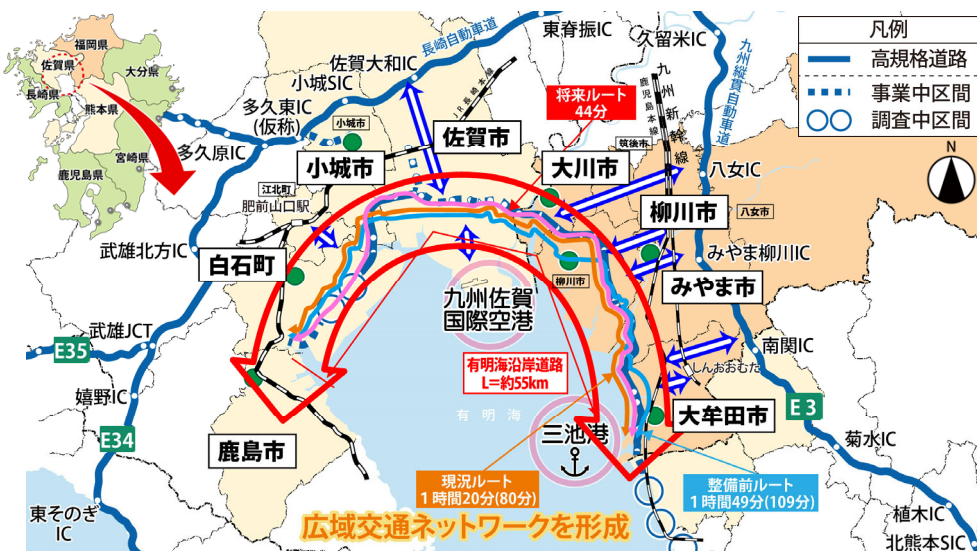 福岡県
佐賀県
大分県
長崎県
熊本県
宮崎県
鹿児島県
凡例
高規格道路
事業中区間
調査中区間
N
東脊振IC
久留米IC
長崎自動車道
佐賀大和IC
小城SIC
多久東IC
(仮称)
多久原IC
小城市
小城市
佐賀市
JR長崎本線
将来ルート
44分
大川市
鹿児島本線
九州新幹線
九州縦貫自動車道
筑後市
八女IC
八女市
柳川市
江北町
肥前山口駅
武雄北方IC
白石町
柳川市
みやま柳川IC
みやま市
九州佐賀
国際空港
武雄JCT
E35
有明海沿岸道路
L=約55km
南関IC
しんおおむた
嬉野IC
E34
有明海
大牟田市
E3
三池港
鹿島市
菊水IC
現況ルート
1時間20分(80分)
整備前ルート
1時間49分(109分)
東そのぎ
IC
広域交通ネットワークを形成
植木IC
北熊本SIC